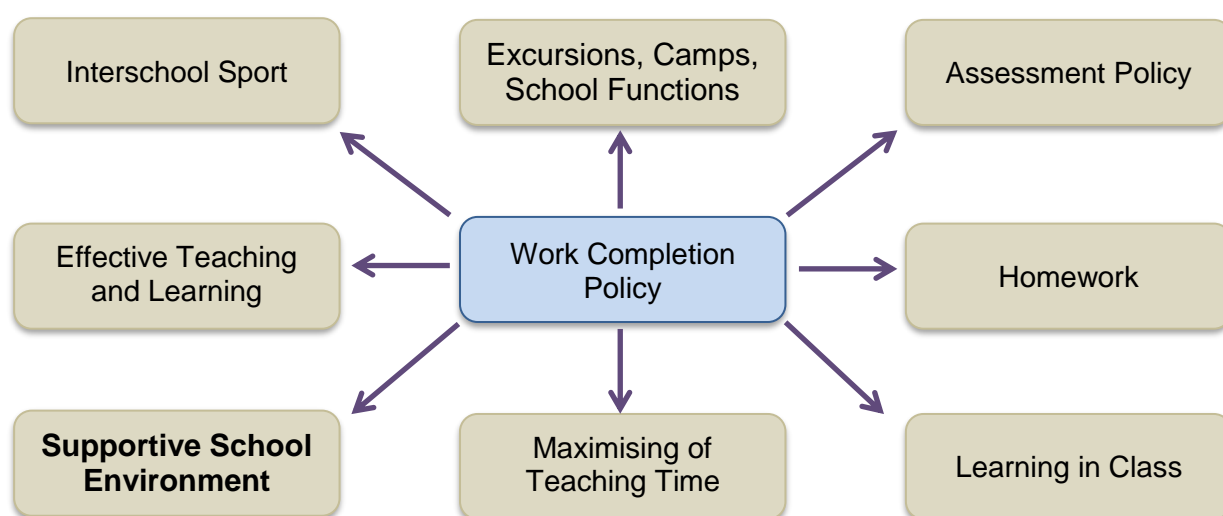 Interschool Sport
Excursions, Camps,
School Functions
Assessment Policy
Effective Teaching
and Learning
Work Completion
Policy
Homework
Supportive School
Environment
Maximising of
Teaching Time
Learning in Class